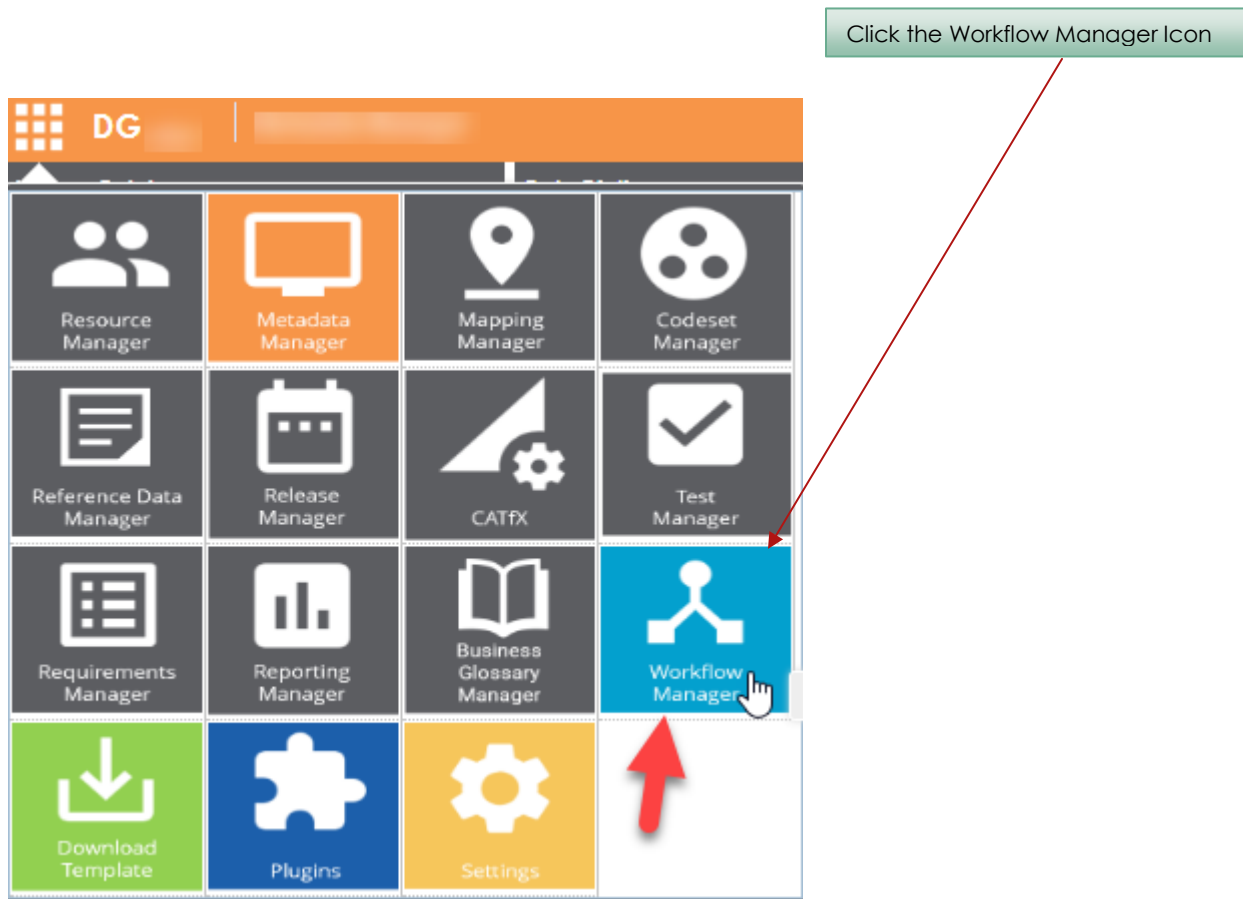 Click the Workflow Manager Icon
DG
Resource
Manager
Metadata
Manager
Mapping
Manager
Codeset
Manager
Reference Data
Manager
Release
Manager
CATfX
Test
Manager
Requirements
Manager
Reporting
Manager
Business
Glossary
Manager
Workflow
Manager
Download
Template
Plugins
Settings